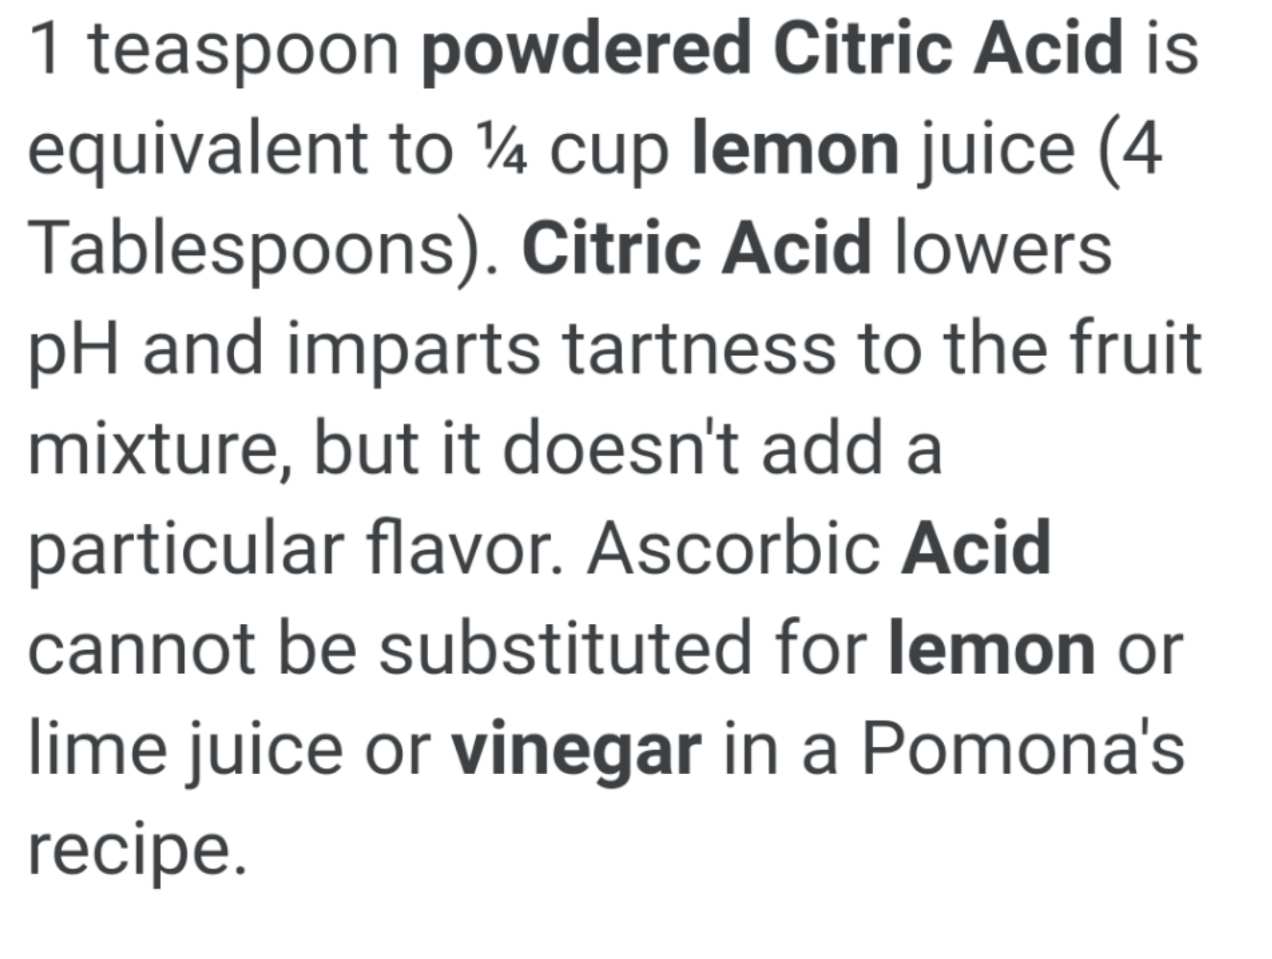 1 teaspoon powdered Citric Acid is
equivalent to ¼ cup lemon juice (4
Tablespoons). Citric Acid lowers
pH and imparts tartness to the fruit
mixture, but it doesn't add a
particular flavor. Ascorbic Acid
cannot be substituted for lemon or
lime juice or vinegar in a Pomona's
recipe.